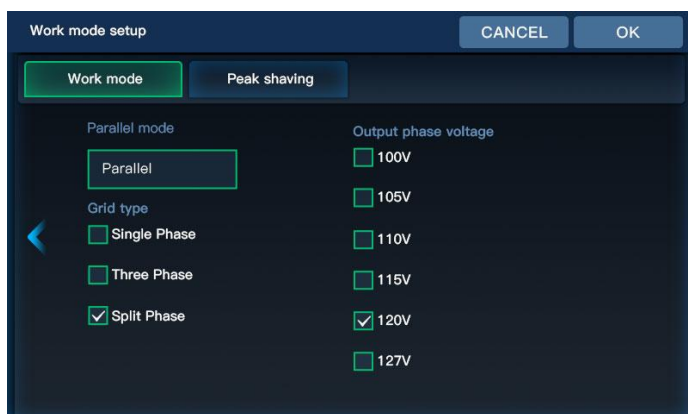 Work mode setup
CANCEL
OK
Work mode
Peak shaving
Parallel mode
Parallel
Grid type
Single Phase
Three Phase
Split Phase
Output phase voltage
100V
105V
110V
115V
120V
127V